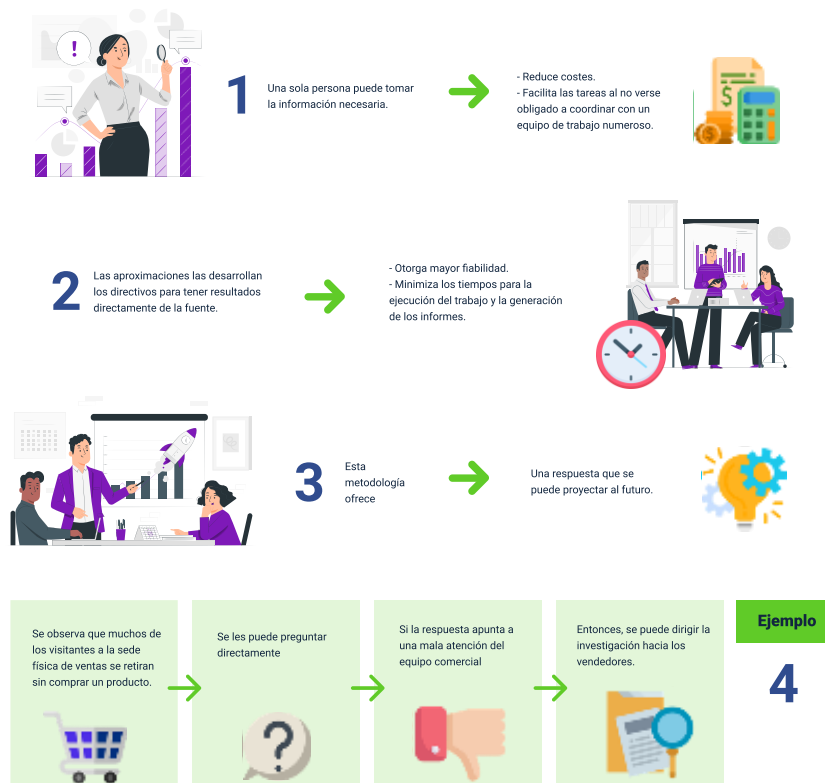 1
Una sola persona puede tomar
la información necesaria.
- Reduce costes.
- Facilita las tareas al no verse
obligado a coordinar con un
equipo de trabajo numeroso.
2
Las aproximaciones las desarrollan
los directivos para tener resultados
directamente de la fuente.
- Otorga mayor fiabilidad.
- Minimiza los tiempos para la
ejecución del trabajo y la generación
de los informes.
3
Esta
metodología
ofrece
Una respuesta que se
puede proyectar al futuro.
Ejemplo
4
Se observa que muchos de
los visitantes a la sede
física de ventas se retiran
sin comprar un producto.
Se les puede preguntar
directamente
Si la respuesta apunta a
una mala atención del
equipo comercial
Entonces, se puede dirigir la
investigación hacia los
vendedores.